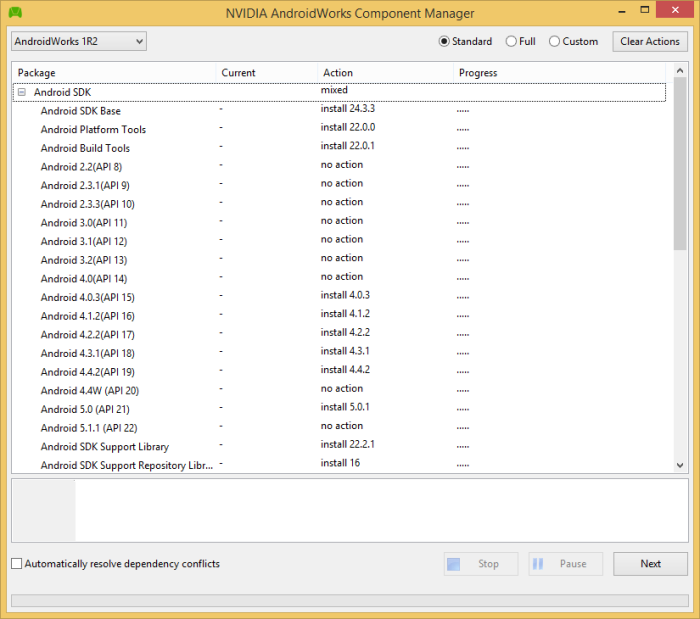 NVIDIA AndroidWorks Component Manager
AndroidWorks 1R2 Standard Full Custom Clear Actions
Package Current Action Progress
Android SDK mixed
Android SDK Base - install 24.3.3 .....
Android Platform Tools - install 22.0.0 .....
Android Build Tools - install 22.0.1 .....
Android 2.2(API 8) - no action .....
Android 2.3.1(API 9) - no action .....
Android 2.3.3(API 10) - no action .....
Android 3.0(API 11) - no action .....
Android 3.1(API 12) - no action .....
Android 3.2(API 13) - no action .....
Android 4.0(API 14) - no action .....
Android 4.0.3(API 15) - install 4.0.3 .....
Android 4.1.2(API 16) - install 4.1.2 .....
Android 4.2.2(API 17) - install 4.2.2 .....
Android 4.3.1(API 18) - install 4.3.1 .....
Android 4.4.2(API 19) - install 4.4.2 .....
Android 4.4W (API 20) - no action .....
Android 5.0 (API 21) - install 5.0.1 .....
Android 5.1.1 (API 22) - no action .....
Android SDK Support Library - install 22.2.1 .....
Android SDK Support Repository Libr... - install 16 .....
Automatically resolve dependency conflicts Stop Pause Next